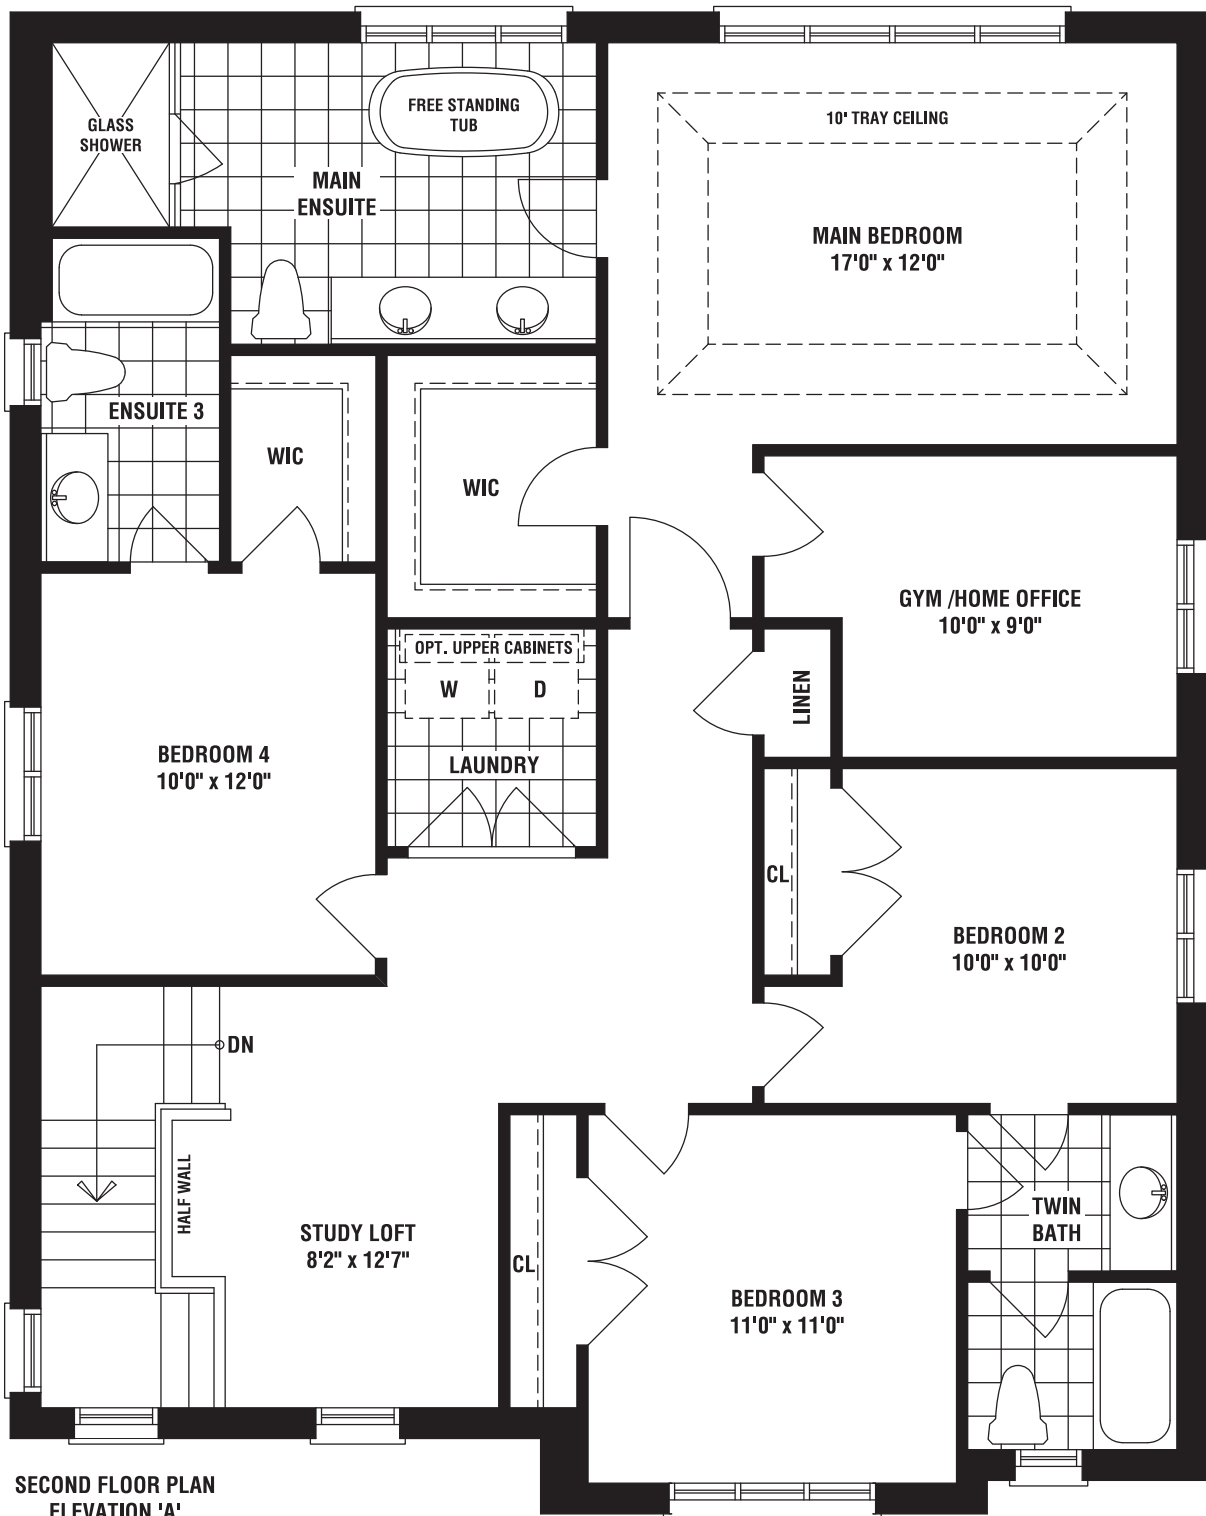 GLASS
SHOWER
FREE STANDING
TUB
MAIN
ENSUITE
10' TRAY CEILING
MAIN BEDROOM
17'0" x 12'0"
ENSUITE 3
WIC
WIC
GYM /HOME OFFICE
10'0" x 9'0"
OPT. UPPER CABINETS
W
D
LAUNDRY
LINEN
BEDROOM 4
10'0" x 12'0"
CL
BEDROOM 2
10'0" x 10'0"
DN
HALF WALL
STUDY LOFT
8'2" x 12'7"
CL
BEDROOM 3
11'0" x 11'0"
TWIN
BATH
SECOND FLOOR PLAN
ELEVATION 'A'